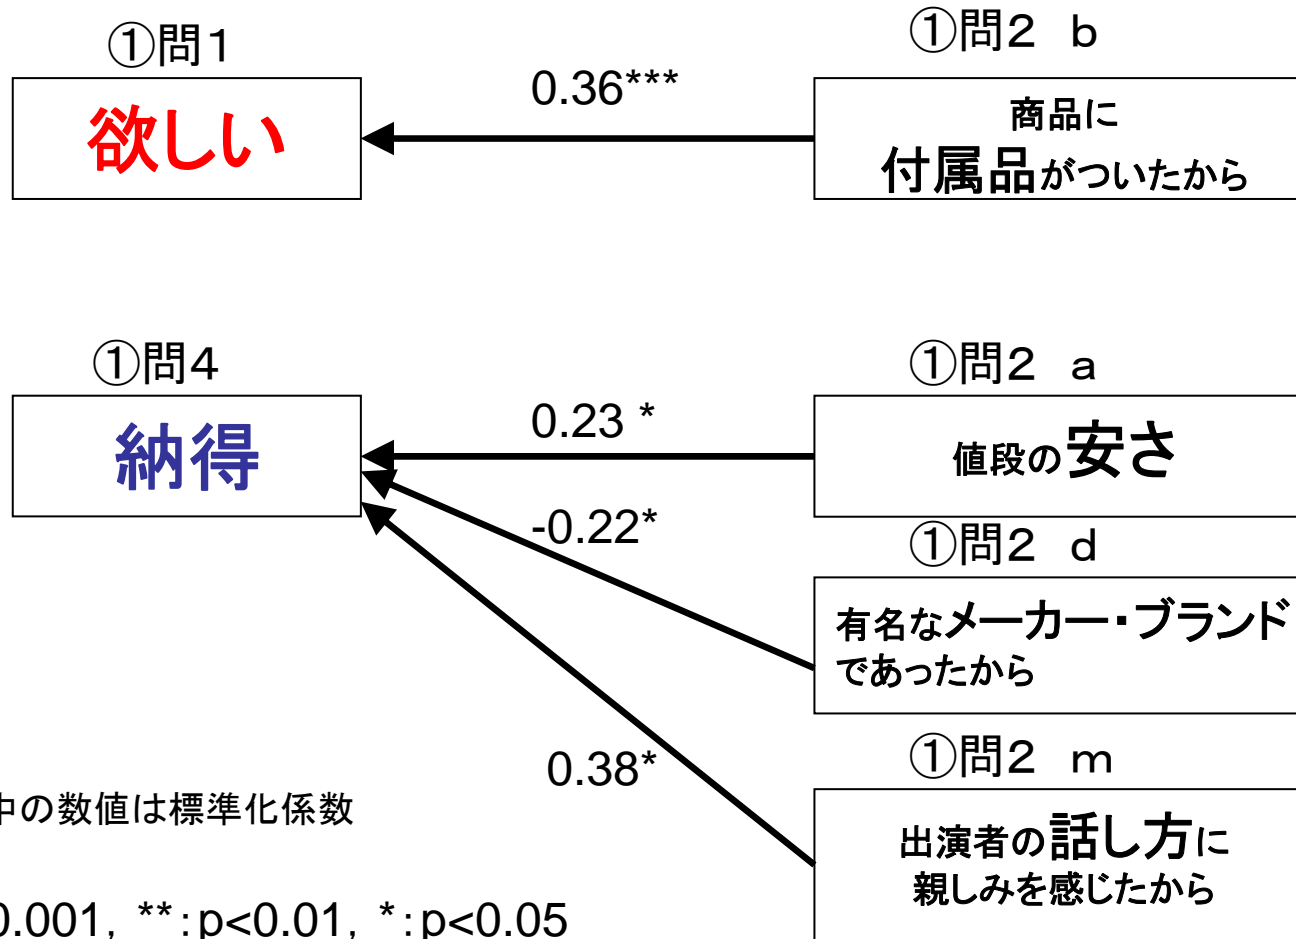 ①問1
欲しい
0.36***
①問2 b
商品に
付属品がついたから
①問4
納得
0.23 *
-0.22*
0.38*
①問2 a
値段の安さ
①問2 d
有名なメーカー・ブランド
であったから
①問2 m
出演者の話し方に
親しみを感じたから
中の数値は標準化係数
0.001, **:p<0.01, *:p<0.05